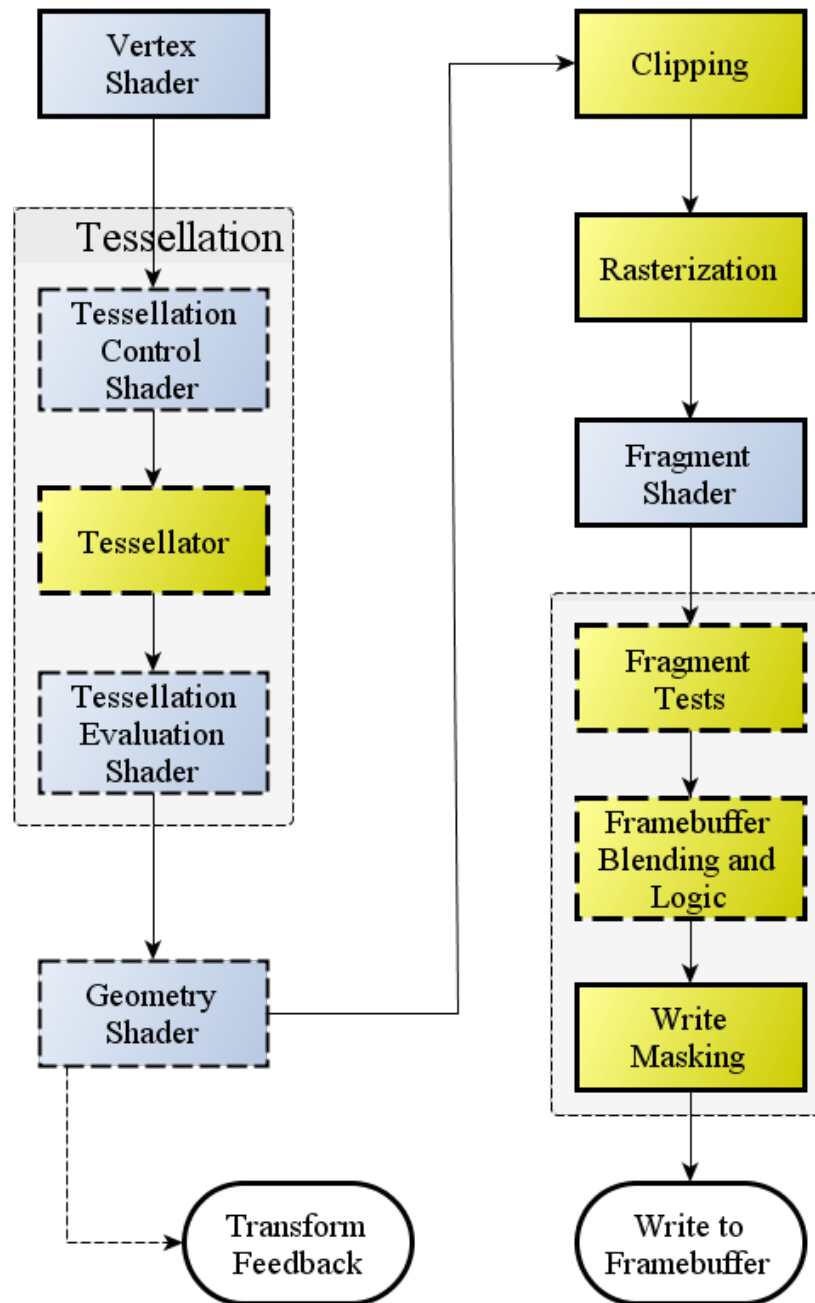 Vertex
Shader
Tessellation
Tessellation
Control
Shader
Tessellator
Tessellation
Evaluation
Shader
Geometry
Shader
Transform
Feedback
Clipping
Rasterization
Fragment
Shader
Fragment
Tests
Framebuffer
Blending and
Logic
Write
Masking
Write to
Framebuffer